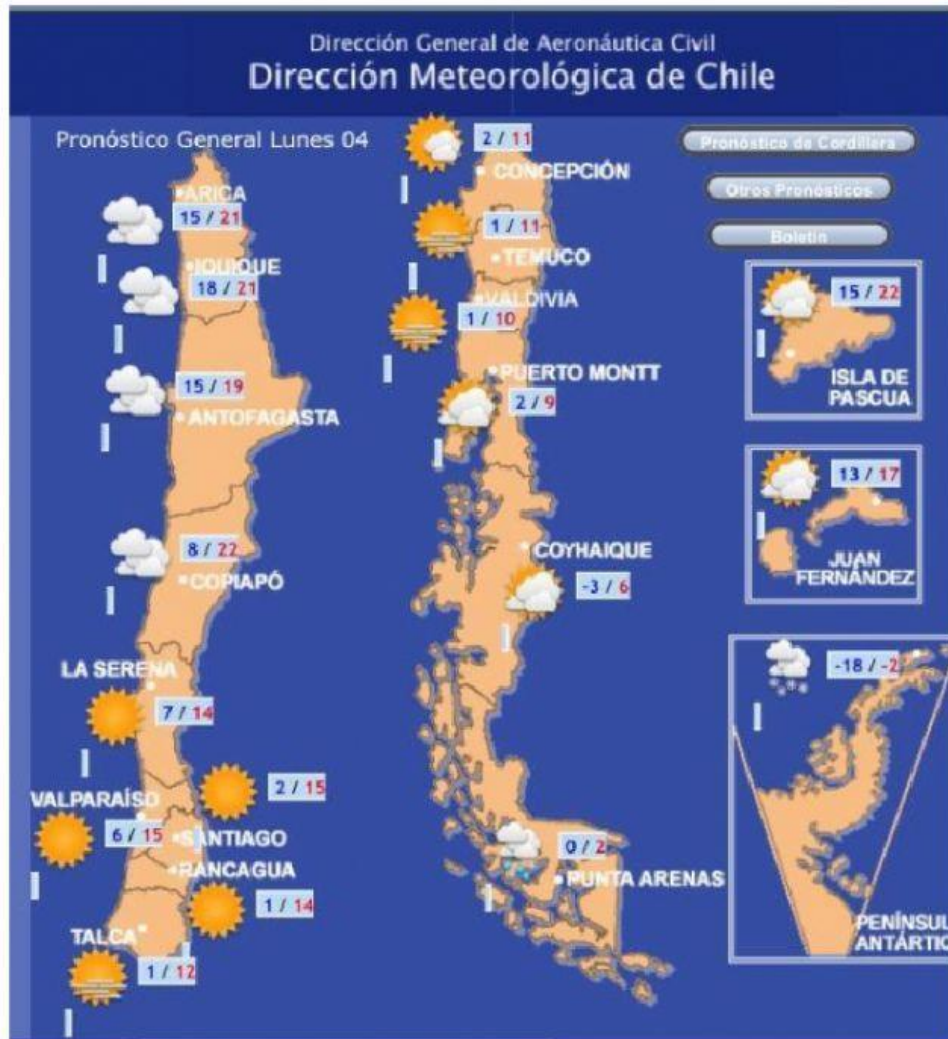 Dirección General de Aeronáutica Civil
Dirección Meteorológica de Chile
Pronóstico General Lunes 04
ARICA
15 / 21
IQUIQUE
18 / 21
15 / 19
ANTOFAGASTA
8 / 22
COPIAPÓ
LA SERENA
7 / 14
2 / 15
VALPARAÍSO
6 / 15
SANTIAGO
RANCAGUA
1 / 14
TALCA
1 / 12
2 / 11
CONCEPCIÓN
1 / 11
TEMUCO
VALDIVIA
1 / 10
PUERTO MONTT
2 / 9
COYHAIQUE
-3 / 6
0 / 2
PUNTA ARENAS
Pronóstico de Cordillera
Otros Pronósticos
Boletín
15 / 22
ISLA DE
PASCUA
13 / 17
JUAN
FERNÁNDEZ
-18 / -2
PENÍNSUL
ANTÁRTIC